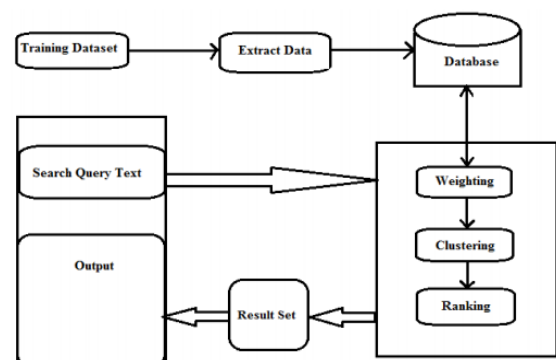 Training Dataset
Extract Data
Database
Search Query Text
Weighting
Clustering
Output
Ranking
Result Set